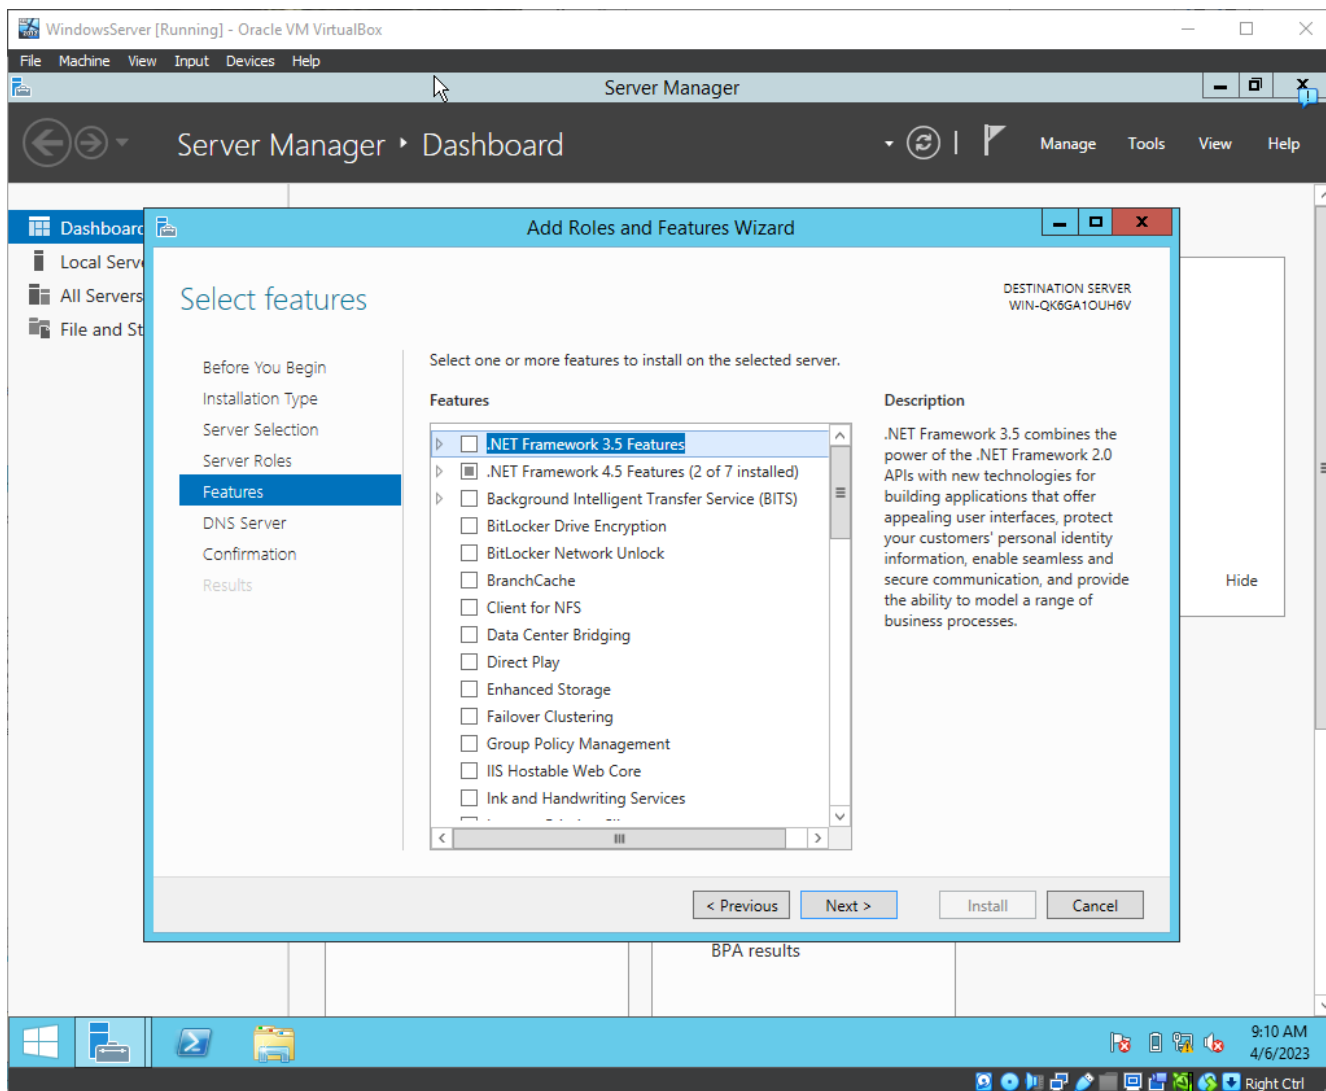 WindowsServer [Running] - Oracle VM VirtualBox
File Machine View Input Devices Help
Server Manager
Server Manager ‣ Dashboard
Manage Tools View Help
Dashboard
Local Serve
All Servers
File and St
Add Roles and Features Wizard
Select features
DESTINATION SERVER
WIN-QK6GA1OUH6V
Before You Begin
Installation Type
Server Selection
Server Roles
Features
DNS Server
Confirmation
Results
Select one or more features to install on the selected server.
Features
.NET Framework 3.5 Features
.NET Framework 4.5 Features (2 of 7 installed)
Background Intelligent Transfer Service (BITS)
BitLocker Drive Encryption
BitLocker Network Unlock
BranchCache
Client for NFS
Data Center Bridging
Direct Play
Enhanced Storage
Failover Clustering
Group Policy Management
IIS Hostable Web Core
Ink and Handwriting Services
Description
.NET Framework 3.5 combines the
power of the .NET Framework 2.0
APIs with new technologies for
building applications that offer
appealing user interfaces, protect
your customers' personal identity
information, enable seamless and
secure communication, and provide
the ability to model a range of
business processes.
Hide
< Previous
Next >
Install
Cancel
BPA results
9:10 AM
4/6/2023
Right Ctrl